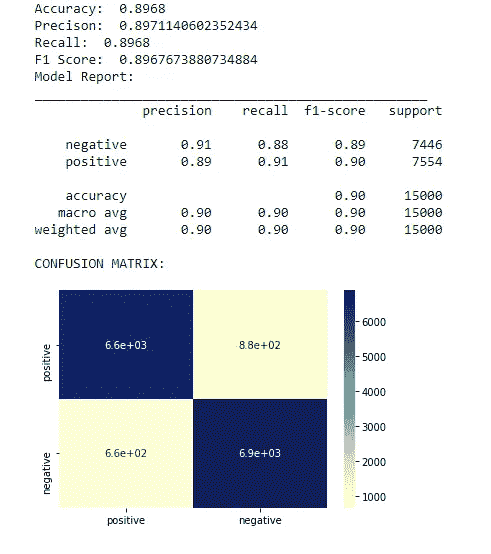 Accuracy:  0.8968
Precison:  0.8971140602352434
Recall:  0.8968
F1 Score:  0.8967673880734884
Model Report:
precision recall f1-score support
negative 0.91 0.88 0.89 7446
positive 0.89 0.91 0.90 7554
accuracy 0.90 15000
macro avg 0.90 0.90 0.90 15000
weighted avg 0.90 0.90 0.90 15000
CONFUSION MATRIX:
positive
6.6e+03 8.8e+02
negative
6.6e+02 6.9e+03
positive negative
6000
5000
4000
3000
2000
1000